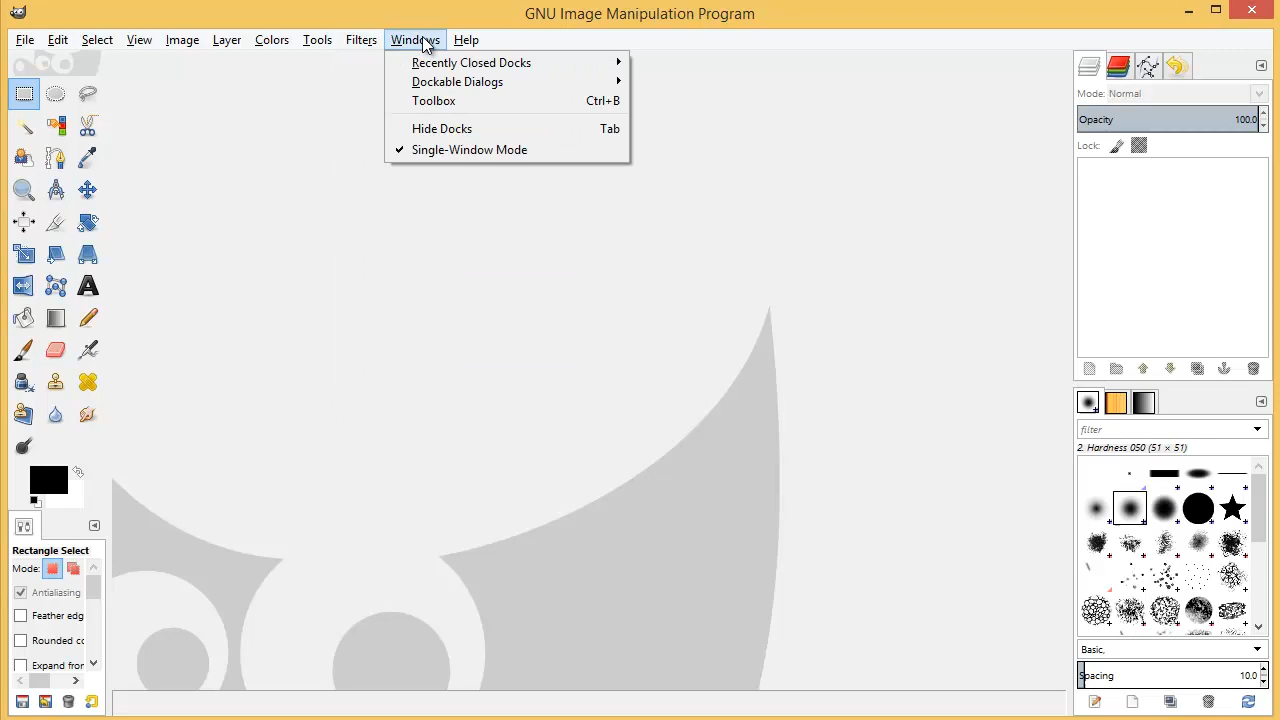 GNU Image Manipulation Program
File Edit Select View Image Layer Colors Tools Filters Windows Help
Recently Closed Docks
Dockable Dialogs
Toolbox Ctrl+B
Hide Docks Tab
Single-Window Mode
Mode: Normal
Opacity 100.0
Lock:
filter
2. Hardness 050 (51 × 51)
Basic,
Spacing 10.0
Rectangle Select
Mode:
Antialiasing
Feather edg
Rounded co
Expand from